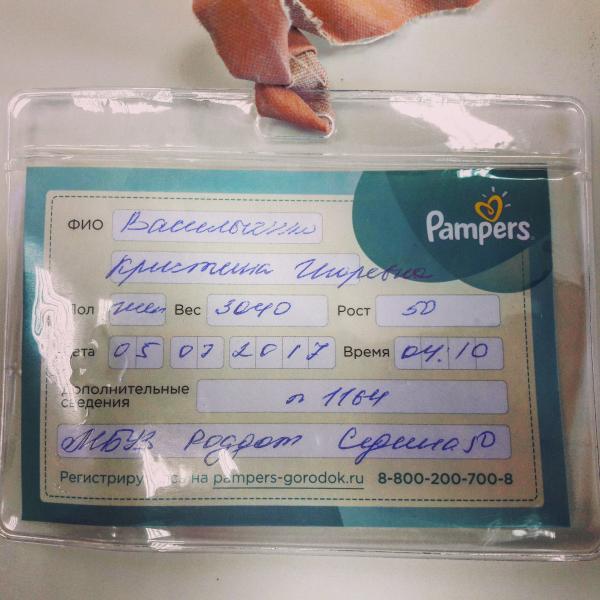 Pampers
ФИО Васильченко
Кристина Игоревна
Пол жен Вес 3040 Рост 50
Дата 05 07 2017 Время 04:10
Дополнительные сведения 1164
МБУЗ Роддом
Регистрируйтесь на pampers-gorodok.ru 8-800-200-700-8